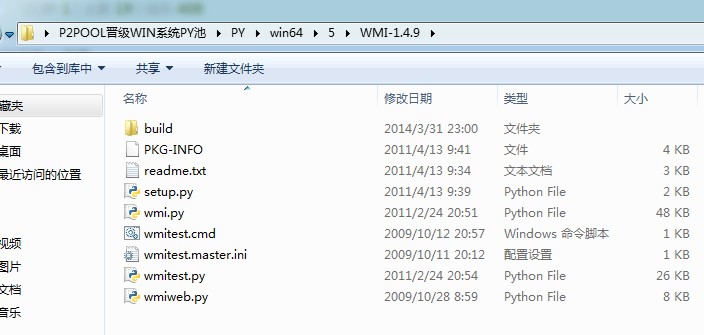 P2POOL晋级WIN系统PY池 PY win64 5 WMI-1.4.9
包含到库中 共享 新建文件夹
名称 修改日期 类型 大小
build 2014/3/31 23:00 文件夹
PKG-INFO 2011/4/13 9:41 文件 4 KB
readme.txt 2011/4/13 9:34 文本文档 3 KB
setup.py 2011/4/13 9:39 Python File 2 KB
wmi.py 2011/2/24 20:51 Python File 48 KB
wmitest.cmd 2009/10/12 20:57 Windows 命令脚本 1 KB
wmitest.master.ini 2009/10/11 20:12 配置设置 1 KB
wmitest.py 2011/2/24 20:54 Python File 26 KB
wmiweb.py 2009/10/28 8:59 Python File 8 KB
藏夹
下载
桌面
最近访问的位置
视频
图片
文档
音乐